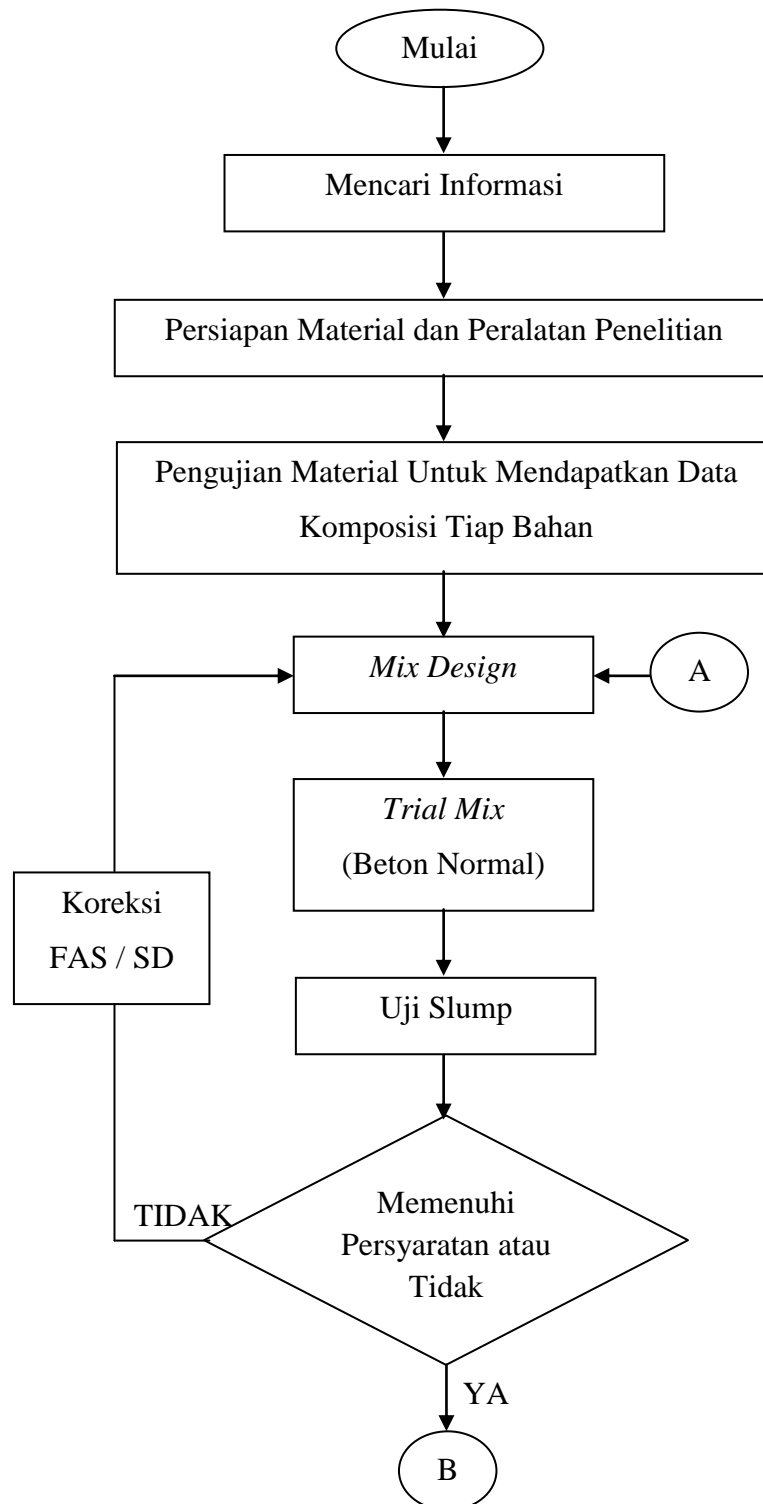 Mulai
Mencari Informasi
Persiapan Material dan Peralatan Penelitian
Pengujian Material Untuk Mendapatkan Data
Komposisi Tiap Bahan
Mix Design
A
Trial Mix
(Beton Normal)
Koreksi
FAS / SD
Uji Slump
Memenuhi
Persyaratan atau
Tidak
TIDAK
YA
B